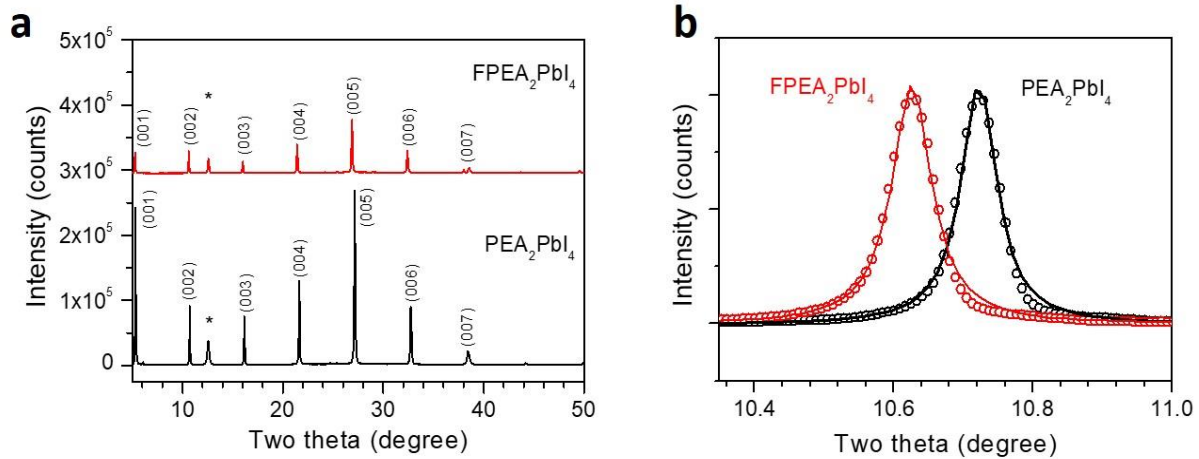 a
5x10⁵
4x10⁵
3x10⁵
2x10⁵
1x10⁵
0
Intensity (counts)
FPEA₂PbI₄
(001)
(002)
*
(003)
(004)
(005)
(006)
(007)
PEA₂PbI₄
(001)
(002)
*
(003)
(004)
(005)
(006)
(007)
10 20 30 40 50
Two theta (degree)
b
Intensity (counts)
FPEA₂PbI₄
PEA₂PbI₄
10.4 10.6 10.8 11.0
Two theta (degree)